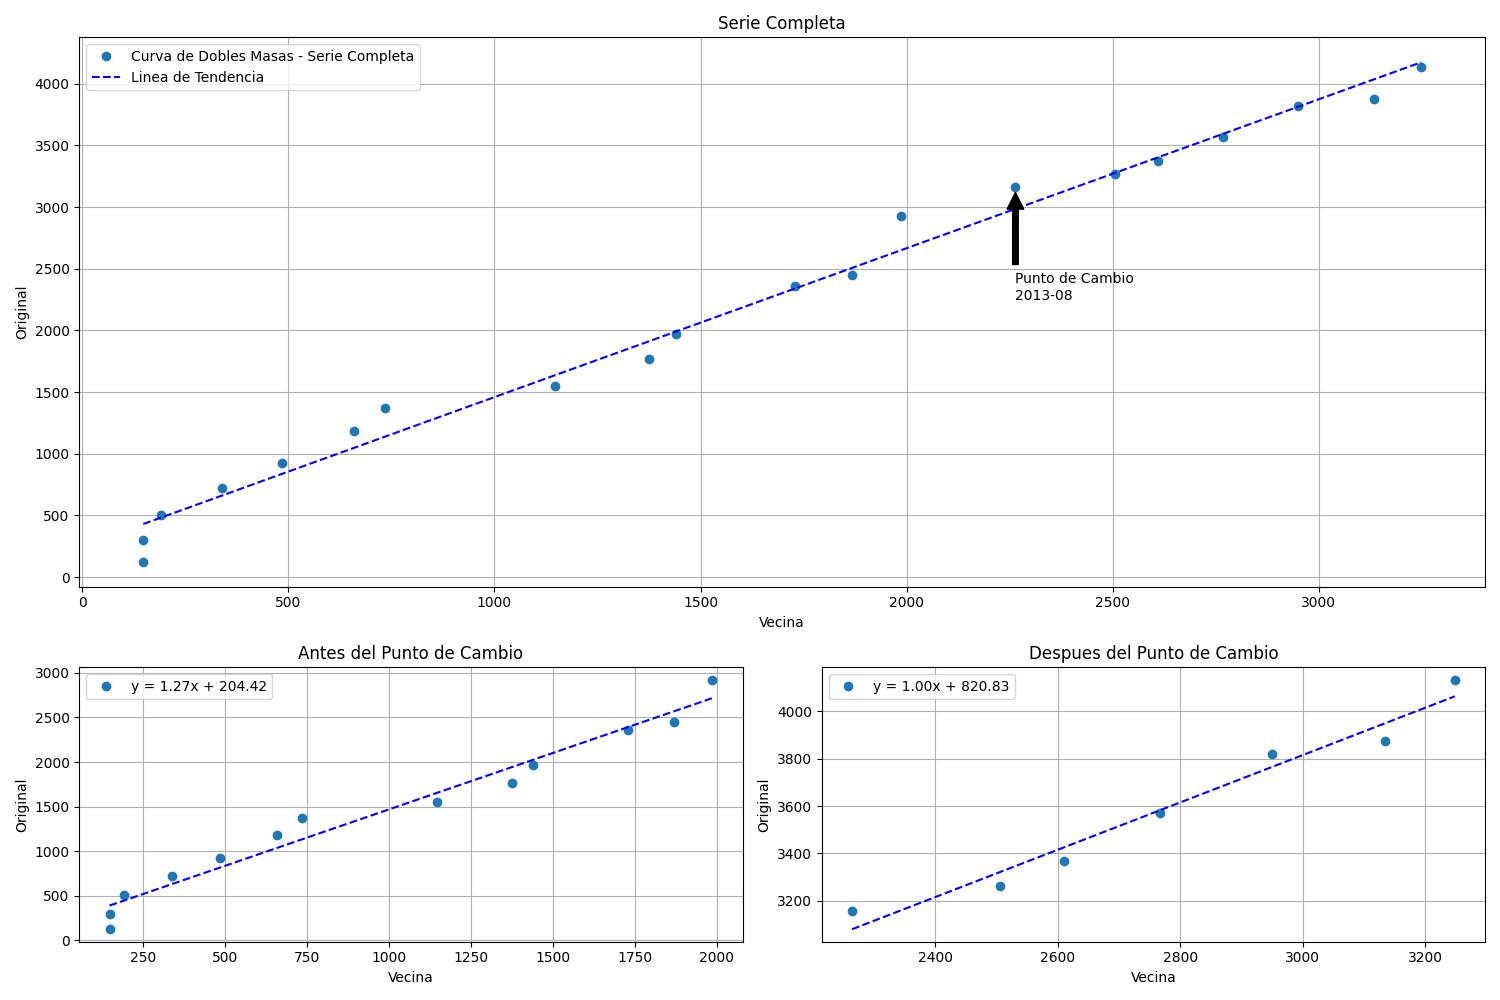 Serie Completa
Curva de Dobles Masas - Serie Completa
Linea de Tendencia
4000
3500
3000
2500
2000
1500
1000
500
0
Original
Punto de Cambio
2013-08
0 500 1000 1500 2000 2500 3000
Vecina
Antes del Punto de Cambio
y = 1.27x + 204.42
3000
2500
2000
1500
1000
500
0
Original
250 500 750 1000 1250 1500 1750 2000
Vecina
Despues del Punto de Cambio
y = 1.00x + 820.83
4000
3800
3600
3400
3200
Original
2400 2600 2800 3000 3200
Vecina